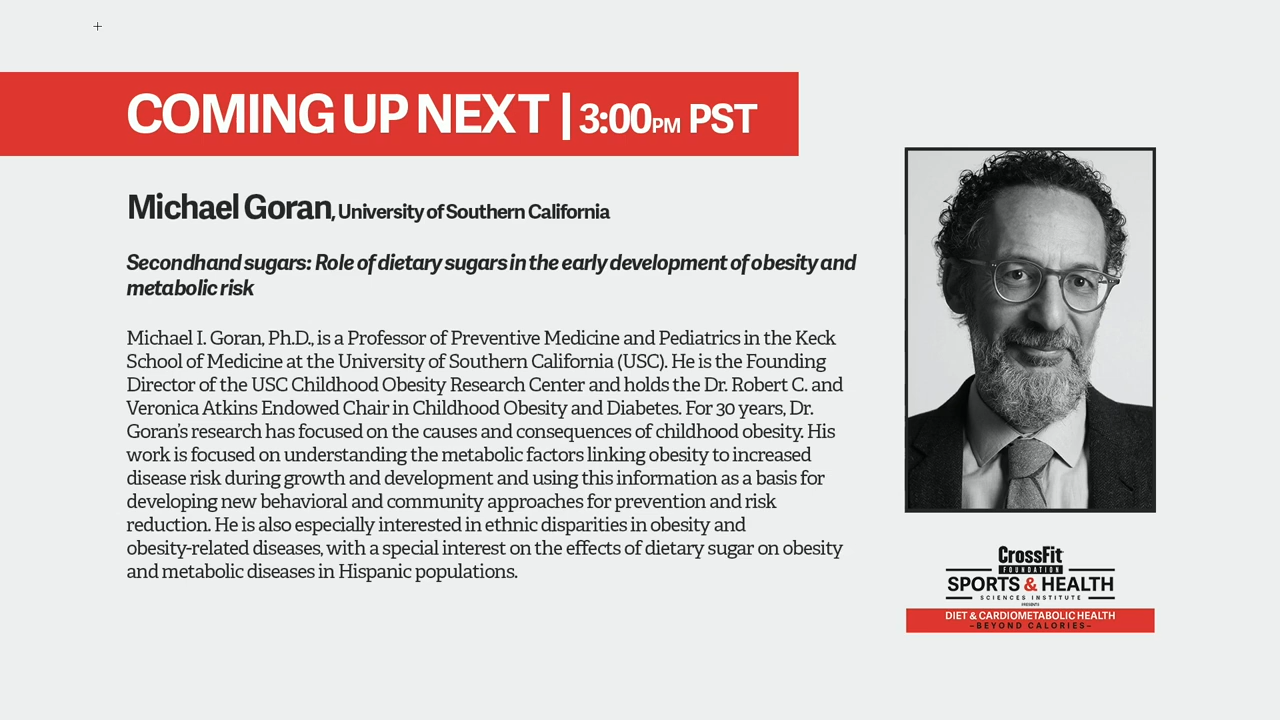 COMING UP NEXT | 3:00PM PST
Michael Goran, University of Southern California
Secondhand sugars: Role of dietary sugars in the early development of obesity and
metabolic risk
Michael I. Goran, Ph.D., is a Professor of Preventive Medicine and Pediatrics in the Keck
School of Medicine at the University of Southern California (USC). He is the Founding
Director of the USC Childhood Obesity Research Center and holds the Dr. Robert C. and
Veronica Atkins Endowed Chair in Childhood Obesity and Diabetes. For 30 years, Dr.
Goran's research has focused on the causes and consequences of childhood obesity. His
work is focused on understanding the metabolic factors linking obesity to increased
disease risk during growth and development and using this information as a basis for
developing new behavioral and community approaches for prevention and risk
reduction. He is also especially interested in ethnic disparities in obesity and
obesity-related diseases, with a special interest on the effects of dietary sugar on obesity
and metabolic diseases in Hispanic populations.
CrossFit
FOUNDATION
SPORTS & HEALTH
SCIENCES INSTITUTE
PRESENTS
DIET & CARDIOMETABOLIC HEALTH
–BEYOND CALORIES–